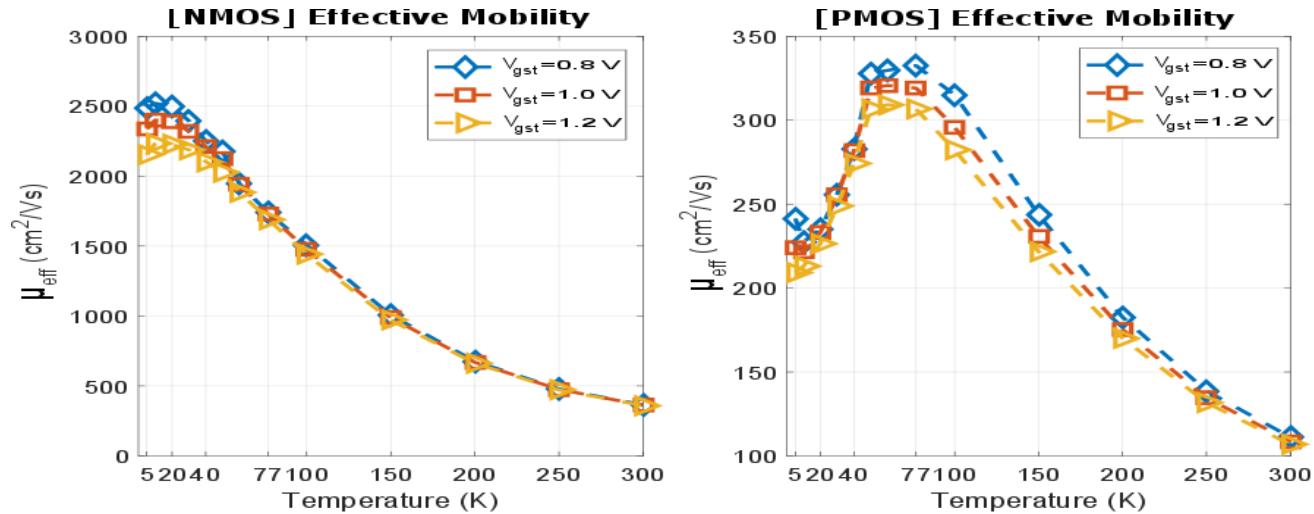 [NMOS] Effective Mobility
3000
2500
2000
1500
1000
500
0
μeff (cm²/Vs)
Vgst=0.8 V
Vgst=1.0 V
Vgst=1.2 V
5 20 40 77 100 150 200 250 300
Temperature (K)
[PMOS] Effective Mobility
350
300
250
200
150
100
μeff (cm²/Vs)
Vgst=0.8 V
Vgst=1.0 V
Vgst=1.2 V
5 20 40 77 100 150 200 250 300
Temperature (K)